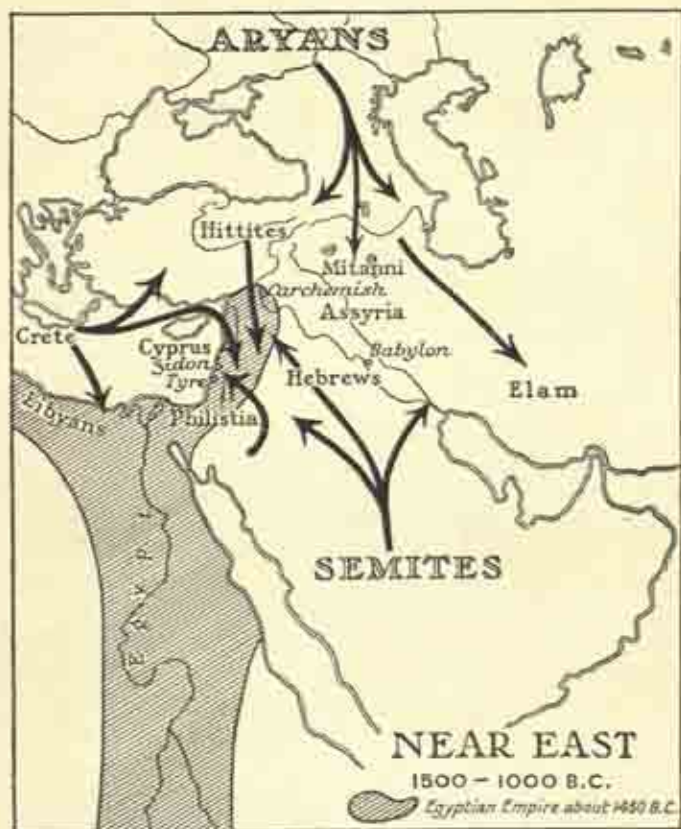 ARYANS
Hittites
Mitanni
Carchemish
Assyria
Crete
Cyprus
Babylon
Sidon
Tyre
Hebrews
Elam
Libyans
Philistia
Egypt
SEMITES
NEAR EAST
1500 – 1000 B.C.
Egyptian Empire about 1450 B.C.